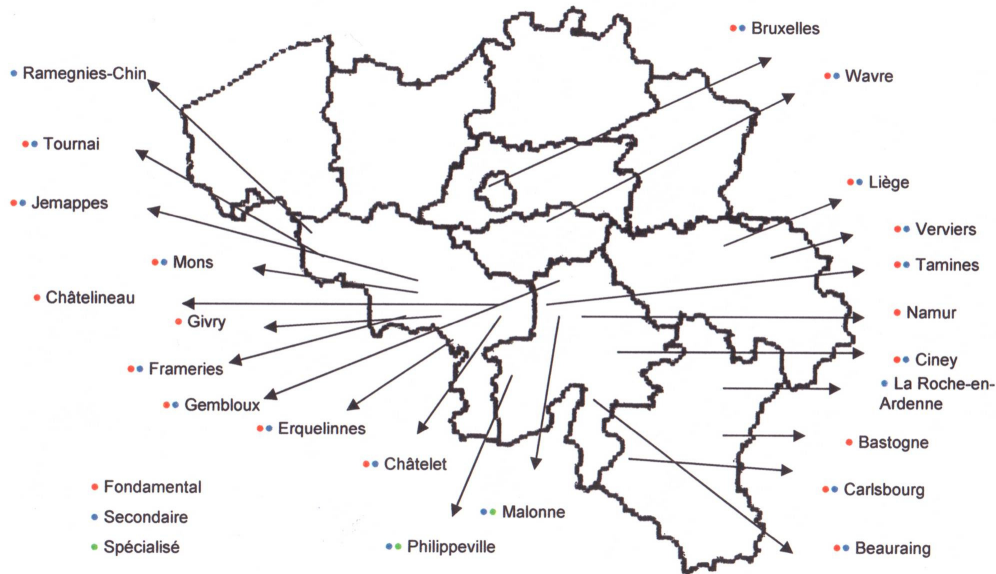 Bruxelles
Ramegnies-Chin
Wavre
Tournai
Liège
Jemappes
Verviers
Mons
Tamines
Châtelineau
Namur
Givry
Ciney
Frameries
La Roche-en-
Ardenne
Gembloux
Erquelinnes
Bastogne
Châtelet
Carlsbourg
Fondamental
Malonne
Secondaire
Philippeville
Spécialisé
Beauraing